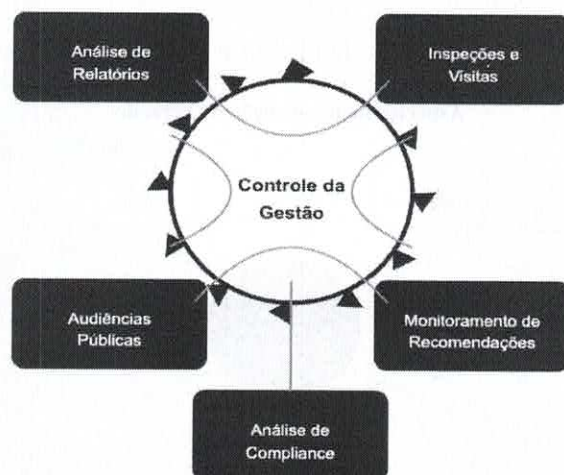 Análise de
Relatórios
Inspeções e
Visitas
Controle da
Gestão
Audiências
Públicas
Monitoramento de
Recomendações
Análise de
Compliance